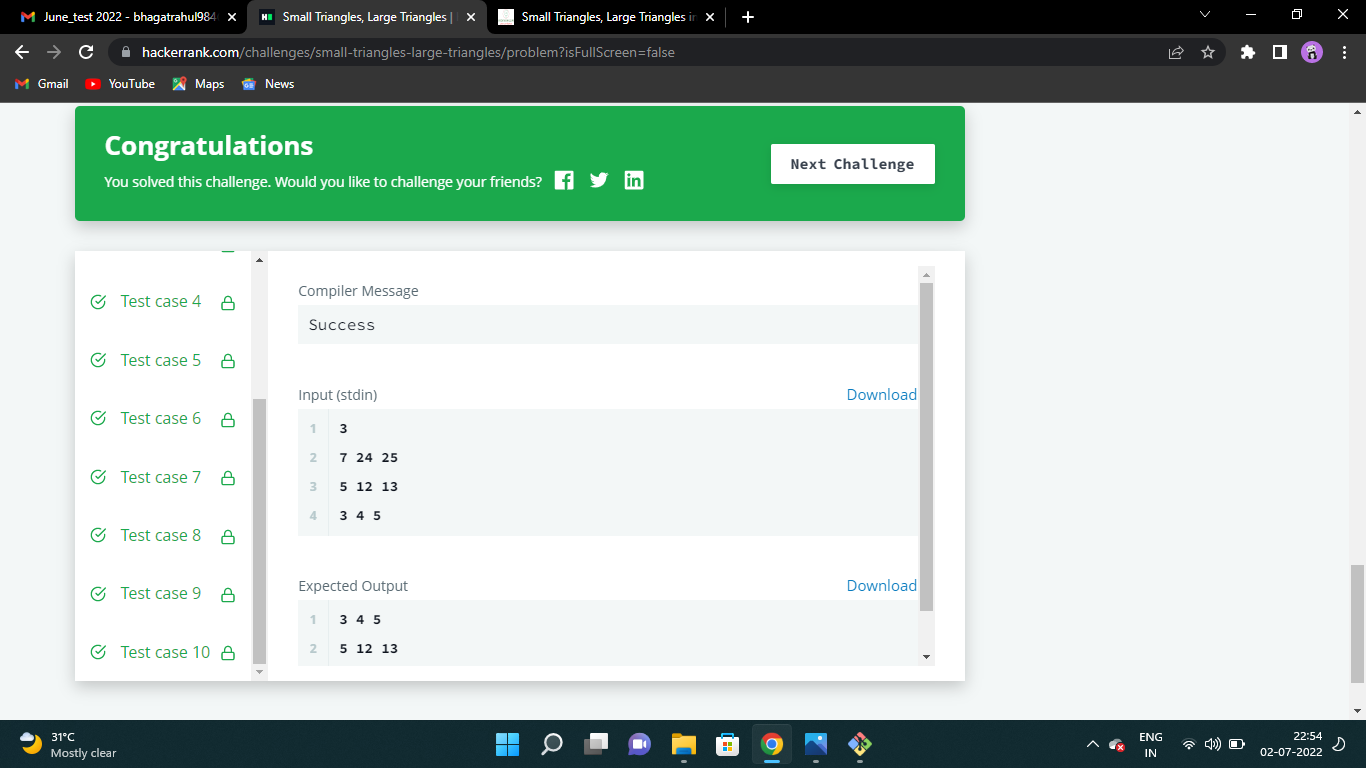 June_test 2022 - bhagatrahul984
Small Triangles, Large Triangles |
Small Triangles, Large Triangles in
hackerrank.com/challenges/small-triangles-large-triangles/problem?isFullScreen=false
Gmail
YouTube
Maps
News
Congratulations
You solved this challenge. Would you like to challenge your friends?
Next Challenge
Test case 4
Test case 5
Test case 6
Test case 7
Test case 8
Test case 9
Test case 10
Compiler Message
Success
Input (stdin)
Download
1 3
2 7 24 25
3 5 12 13
4 3 4 5
Expected Output
Download
1 3 4 5
2 5 12 13
31°C
Mostly clear
ENG
IN
22:54
02-07-2022